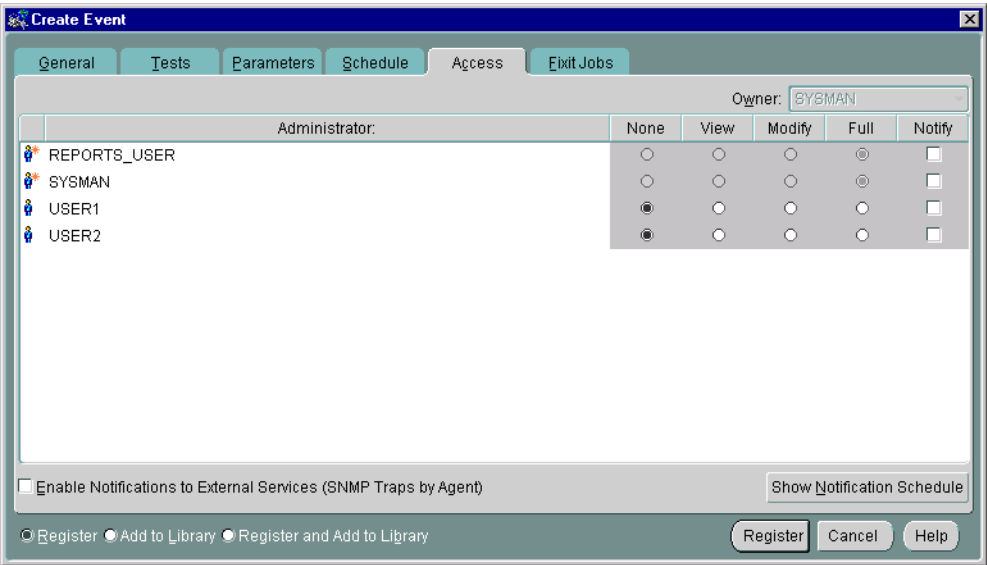 Create Event
General Tests Parameters Schedule Access Fixit Jobs
Owner: SYSMAN
Administrator: None View Modify Full Notify
REPORTS_USER
SYSMAN
USER1
USER2
Enable Notifications to External Services (SNMP Traps by Agent) Show Notification Schedule
Register Add to Library Register and Add to Library Register Cancel Help